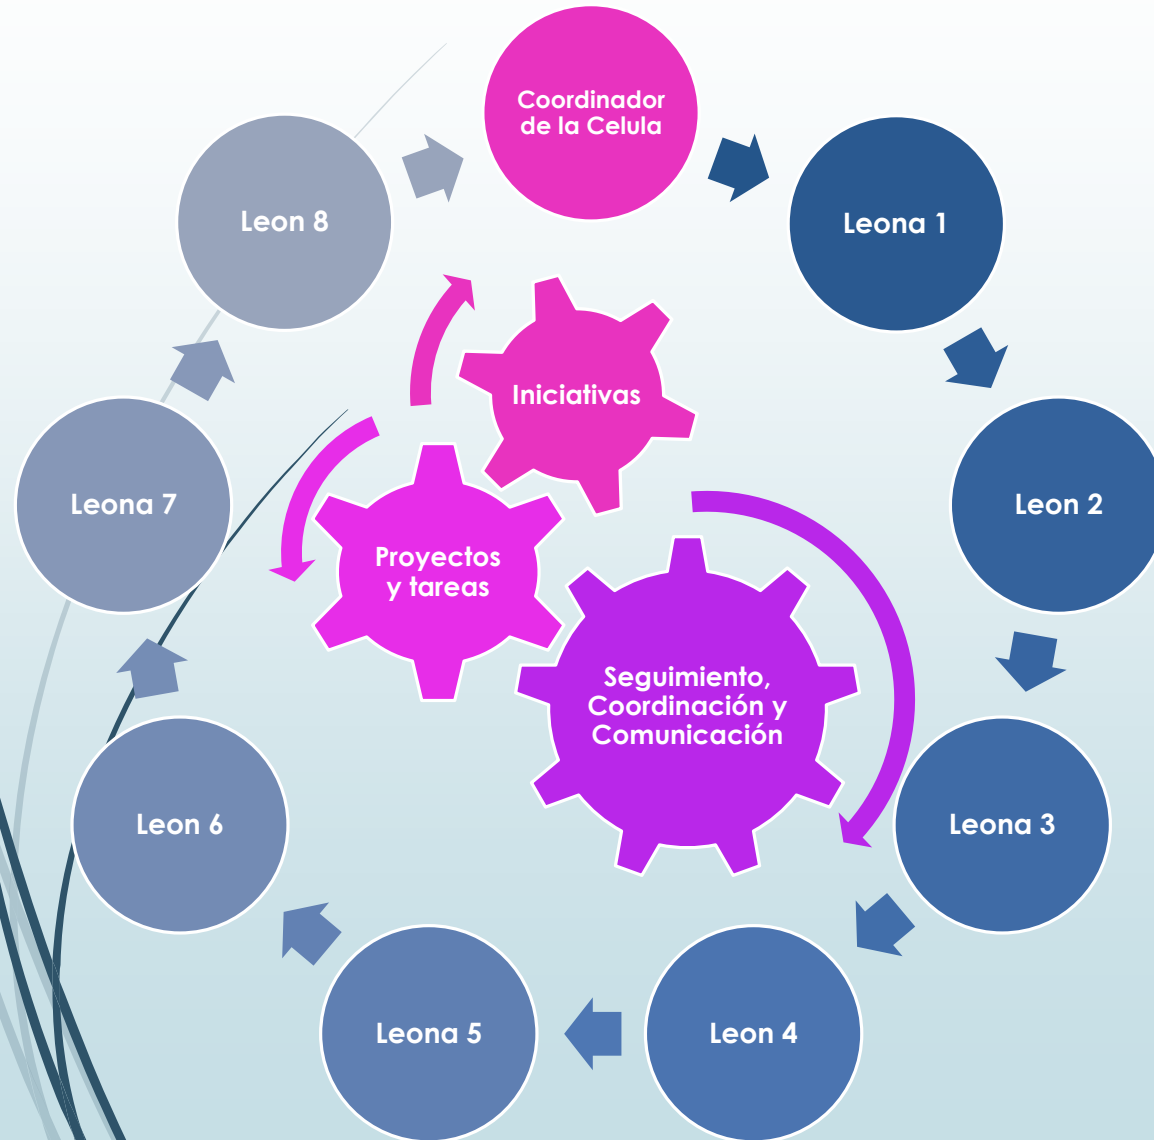 Coordinador
de la Celula
Leona 1
Leon 2
Leona 3
Leon 4
Leona 5
Leon 6
Leona 7
Leon 8
Iniciativas
Proyectos
y tareas
Seguimiento,
Coordinación y
Comunicación